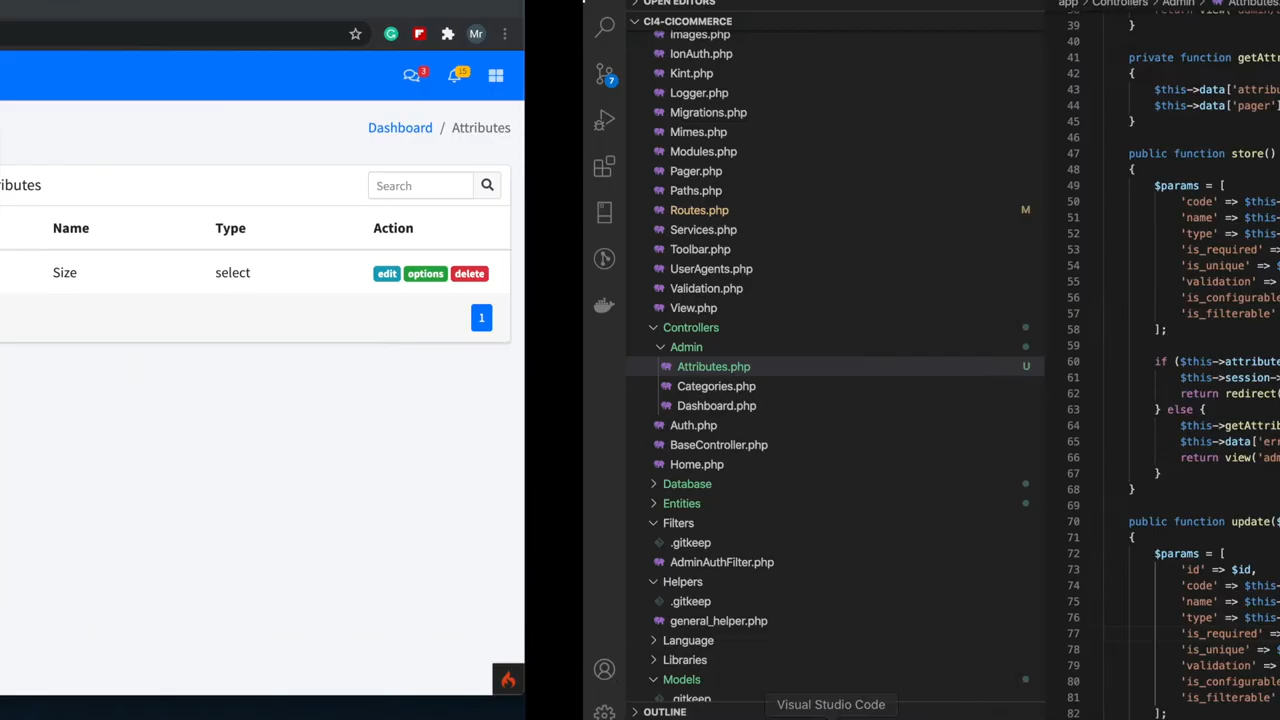 Mr
3
15
Dashboard / Attributes
ributes
Search
Name Type Action
Size select edit options delete
1
OPEN EDITORS
CI4-CICOMMERCE
7
Images.php
IonAuth.php
Kint.php
Logger.php
Migrations.php
Mimes.php
Modules.php
Pager.php
Paths.php
Routes.php M
Services.php
Toolbar.php
UserAgents.php
Validation.php
View.php
Controllers
Admin
Attributes.php U
Categories.php
Dashboard.php
Auth.php
BaseController.php
Home.php
Database
Entities
Filters
.gitkeep
AdminAuthFilter.php
Helpers
.gitkeep
general_helper.php
Language
Libraries
Models
.gitkeep
OUTLINE
Visual Studio Code
app > Controllers > Admin > Attributes.
39 }
40
41 private function getAttr
42 {
43 $this->data['attribu
44 $this->data['pager']
45 }
46
47 public function store()
48 {
49 $params = [
50 'code' => $this-
51 'name' => $this-
52 'type' => $this-
53 'is_required' =>
54 'is_unique' => $
55 'validation' =>
56 'is_configurable
57 'is_filterable'
58 ];
59
60 if ($this->attribute
61 $this->session-
62 return redirect(
63 } else {
64 $this->getAttrib
65 $this->data['err
66 return view('adm
67 }
68 }
69
70 public function update($
71 {
72 $params = [
73 'id' => $id,
74 'code' => $this-
75 'name' => $this-
76 'type' => $this-
77 'is_required' =>
78 'is_unique' => $
79 'validation' =>
80 'is_configurable
81 'is_filterable'
82 ];